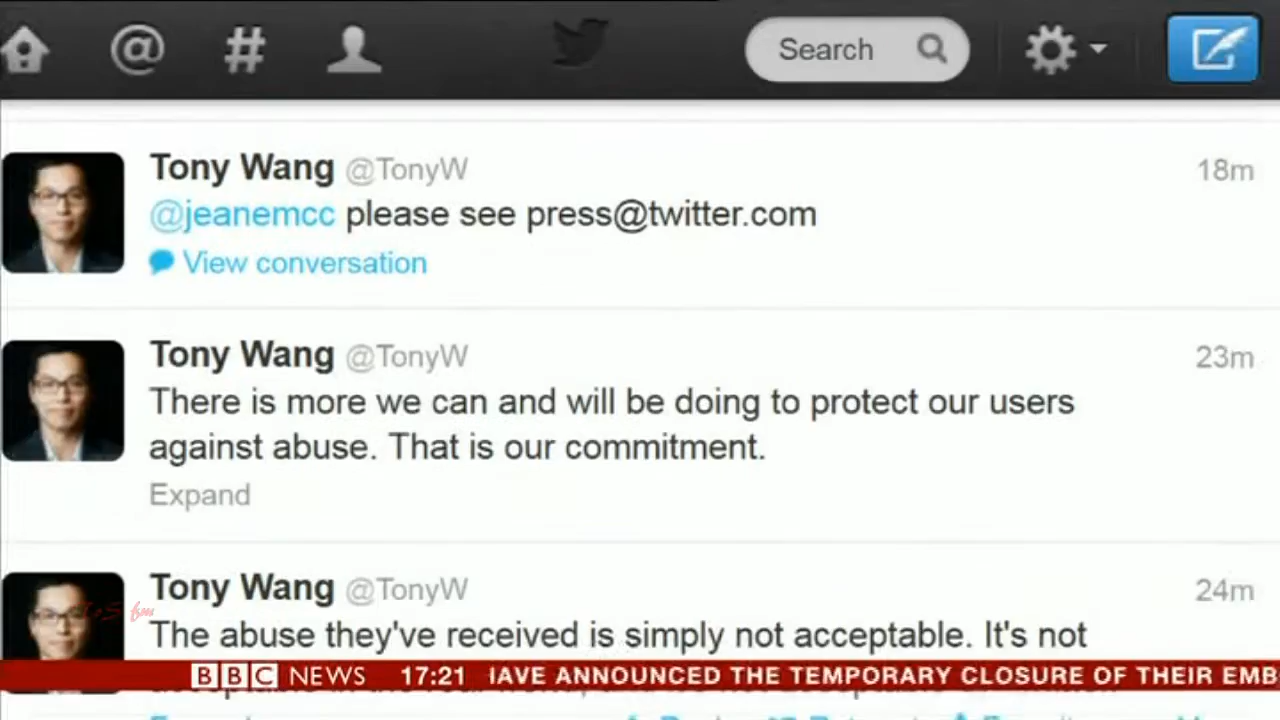 Search
Tony Wang @TonyW 18m
@jeanemcc please see press@twitter.com
View conversation
Tony Wang @TonyW 23m
There is more we can and will be doing to protect our users
against abuse. That is our commitment.
Expand
Tony Wang @TonyW 24m
The abuse they've received is simply not acceptable. It's not
BBC NEWS 17:21 IAVE ANNOUNCED THE TEMPORARY CLOSURE OF THEIR EMB